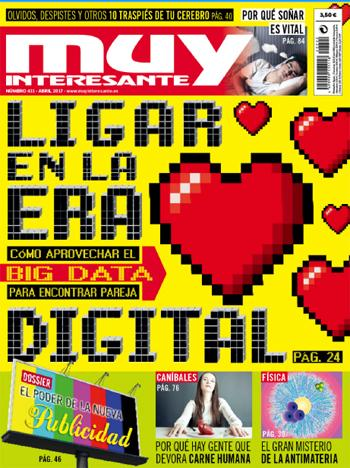 OLVIDOS, DESPISTES Y OTROS 10 TRASPIÉS DE TU CEREBRO PÁG. 40
POR QUÉ SOÑAR
ES VITAL
PÁG. 84
3,50 €
MUY
INTERESANTE
NÚMERO 431 - ABRIL 2017 - www.muyinteresante.es
LIGAR
EN LA
ERA
CÓMO APROVECHAR EL
BIG DATA
PARA ENCONTRAR PAREJA
DIGITAL
PÁG. 24
DOSSIER
EL PODER DE LA NUEVA
Publicidad
PÁG. 46
CANÍBALES
PÁG. 76
POR QUÉ HAY GENTE QUE
DEVORA CARNE HUMANA
FÍSICA
EL GRAN MISTERIO
DE LA ANTIMATERIA